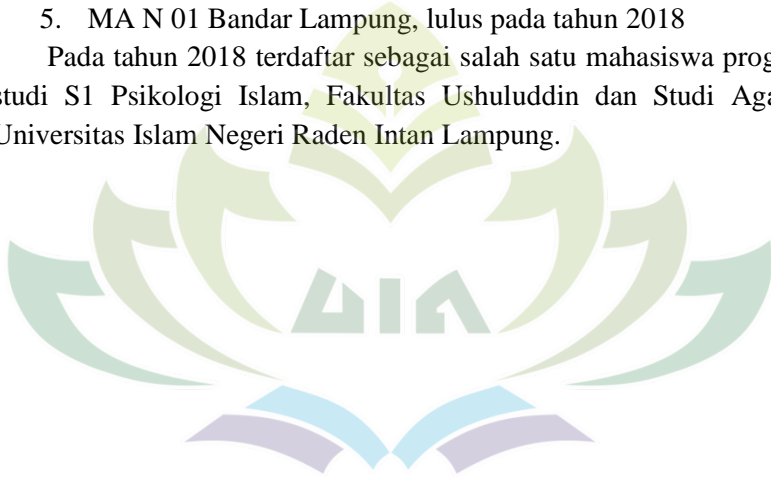 5. MA N 01 Bandar Lampung, lulus pada tahun 2018
Pada tahun 2018 terdaftar sebagai salah satu mahasiswa prog
studi S1 Psikologi Islam, Fakultas Ushuluddin dan Studi Aga
Universitas Islam Negeri Raden Intan Lampung.
UIN